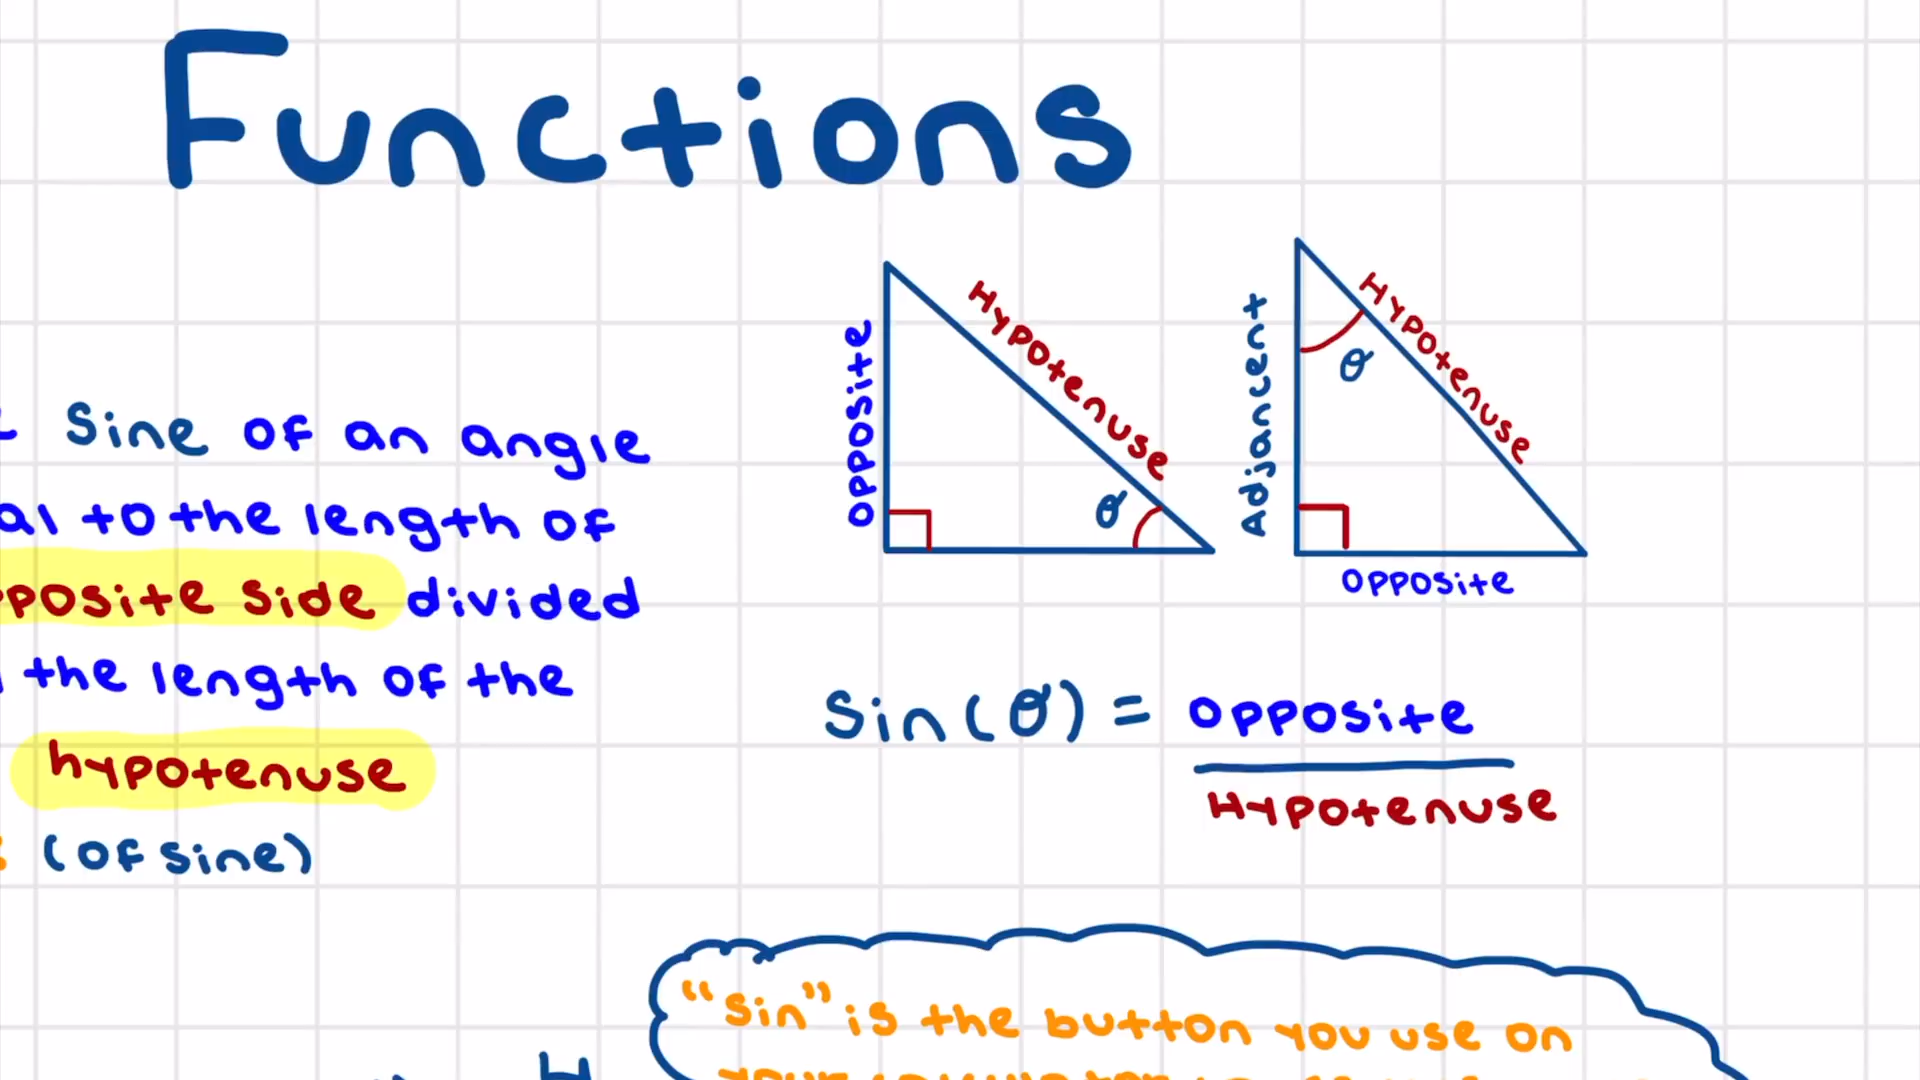 Functions
Sine of an angle
al to the length of
pposite side divided
the length of the
hypotenuse
(of sine)
Opposite
Hypotenuse
θ
Adjancent
Hypotenuse
θ
Opposite
Sin(θ) = Opposite
Hypotenuse
"Sin" is the button you use on